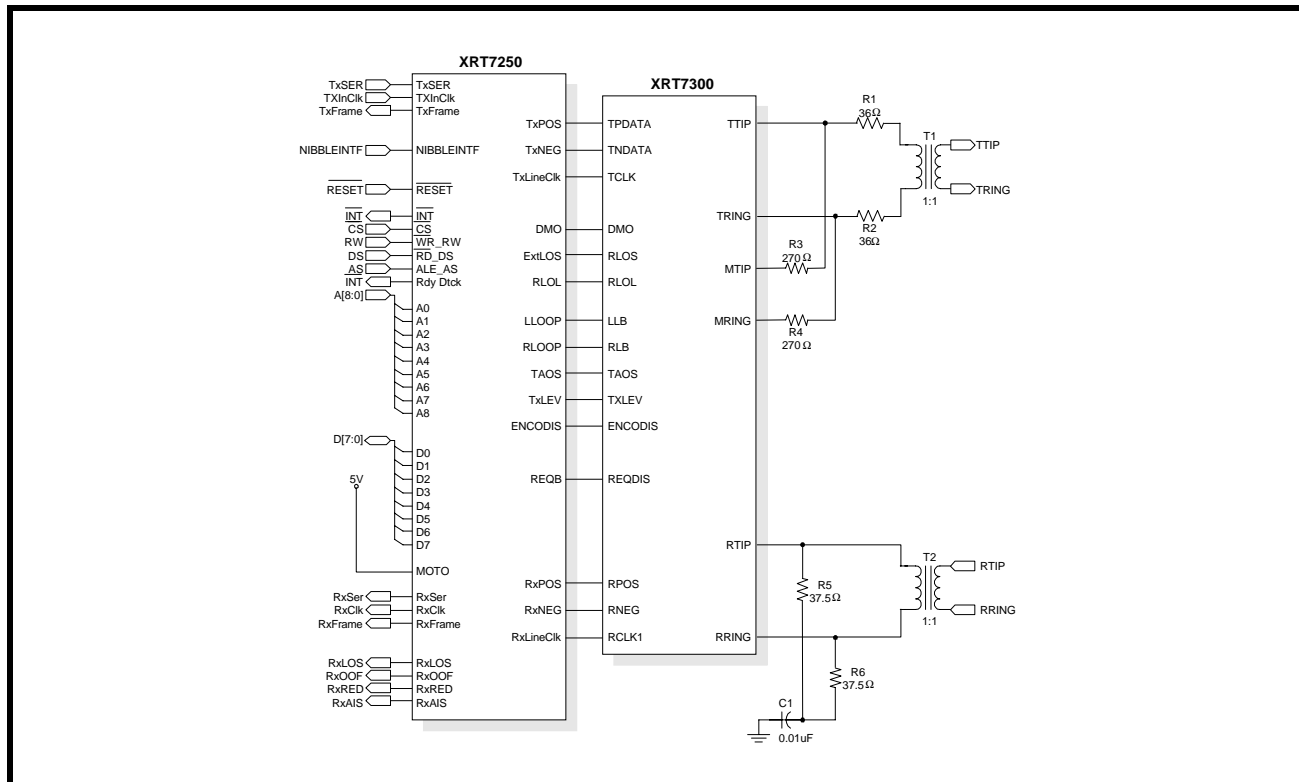 XRT7250
XRT7300
TxSER
TXInClk
TxFrame
NIBBLEINTF
RESET
INT
CS
RW
DS
AS
INT
A[8:0]
D[7:0]
5V
RxSer
RxClk
RxFrame
RxLOS
RxOOF
RxRED
RxAIS
TxSER
TXInClk
TxFrame
NIBBLEINTF
RESET
INT
CS
WR_RW
RD_DS
ALE_AS
Rdy Dtck
A0
A1
A2
A3
A4
A5
A6
A7
A8
D0
D1
D2
D3
D4
D5
D6
D7
MOTO
RxSer
RxClk
RxFrame
RxLOS
RxOOF
RxRED
RxAIS
TxPOS
TxNEG
TxLineClk
DMO
ExtLOS
RLOL
LLOOP
RLOOP
TAOS
TxLEV
ENCODIS
REQB
RxPOS
RxNEG
RxLineClk
TPDATA
TNDATA
TCLK
DMO
RLOS
RLOL
LLB
RLB
TAOS
TXLEV
ENCODIS
REQDIS
RPOS
RNEG
RCLK1
TTIP
TRING
MTIP
MRING
RTIP
RRING
R1
36Ω
R2
36Ω
R3
270 Ω
R4
270 Ω
T1
1:1
TTIP
TRING
R5
37.5Ω
R6
37.5Ω
T2
1:1
RTIP
RRING
C1
0.01uF